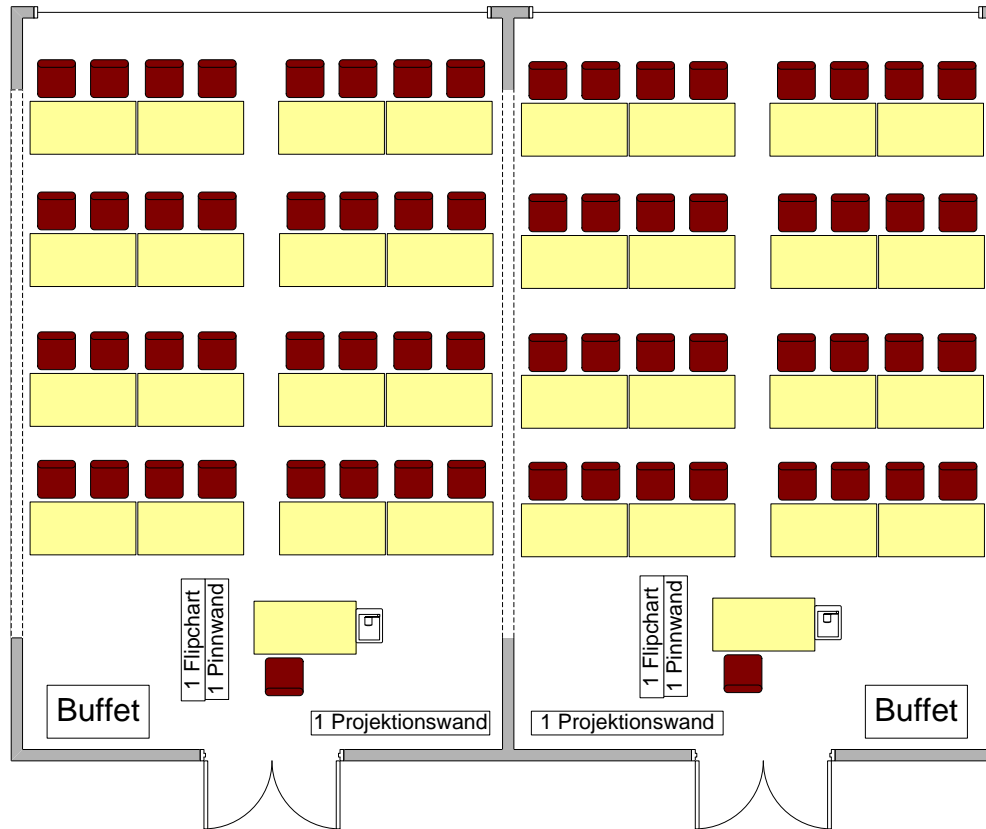 1 Flipchart
1 Pinnwand
Buffet
1 Projektionswand
1 Flipchart
1 Pinnwand
1 Projektionswand
Buffet